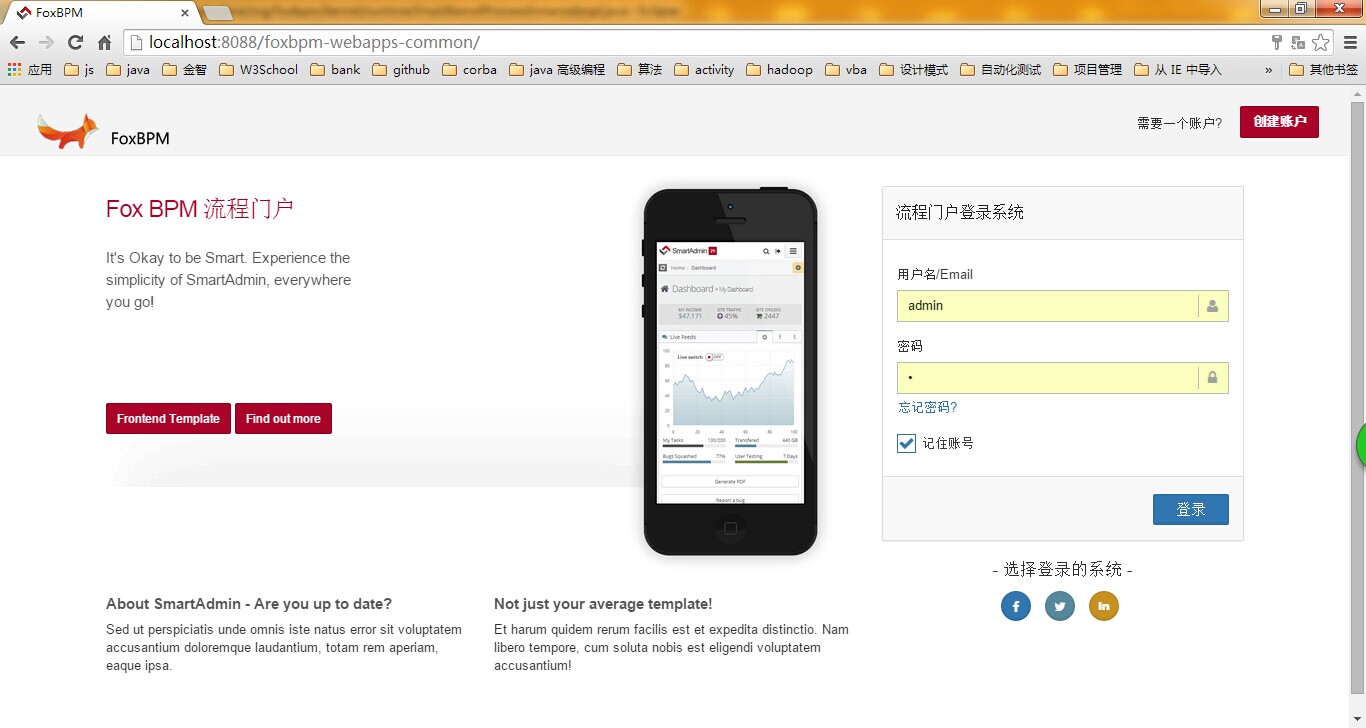 FoxBPM
localhost:8088/foxbpm-webapps-common/
应用 js java 金智 W3School bank github corba java 高级编程 算法 activity hadoop vba 设计模式 自动化测试 项目管理 从 IE 中导入 » 其他书签
FoxBPM
需要一个账户?
创建账户
Fox BPM 流程门户
It's Okay to be Smart. Experience the
simplicity of SmartAdmin, everywhere
you go!
Frontend Template
Find out more
SmartAdmin
Home / Dashboard
Dashboard > My Dashboard
MY INCOME SITE TRAFFIC SITE ORDERS
$47,171 45% 2447
Live Feeds
Live switch OFF
100
80
60
40
20
0
0 20 40 60 80 100
My Tasks 130/200 Transfered 440 GB
Bugs Squashed 77% User Testing 7 Days
Generate PDF
Report a bug
流程门户登录系统
用户名/Email
admin
密码
•
忘记密码?
记住账号
登录
- 选择登录的系统 -
About SmartAdmin - Are you up to date?
Sed ut perspiciatis unde omnis iste natus error sit voluptatem
accusantium doloremque laudantium, totam rem aperiam,
eaque ipsa.
Not just your average template!
Et harum quidem rerum facilis est et expedita distinctio. Nam
libero tempore, cum soluta nobis est eligendi voluptatem
accusantium!